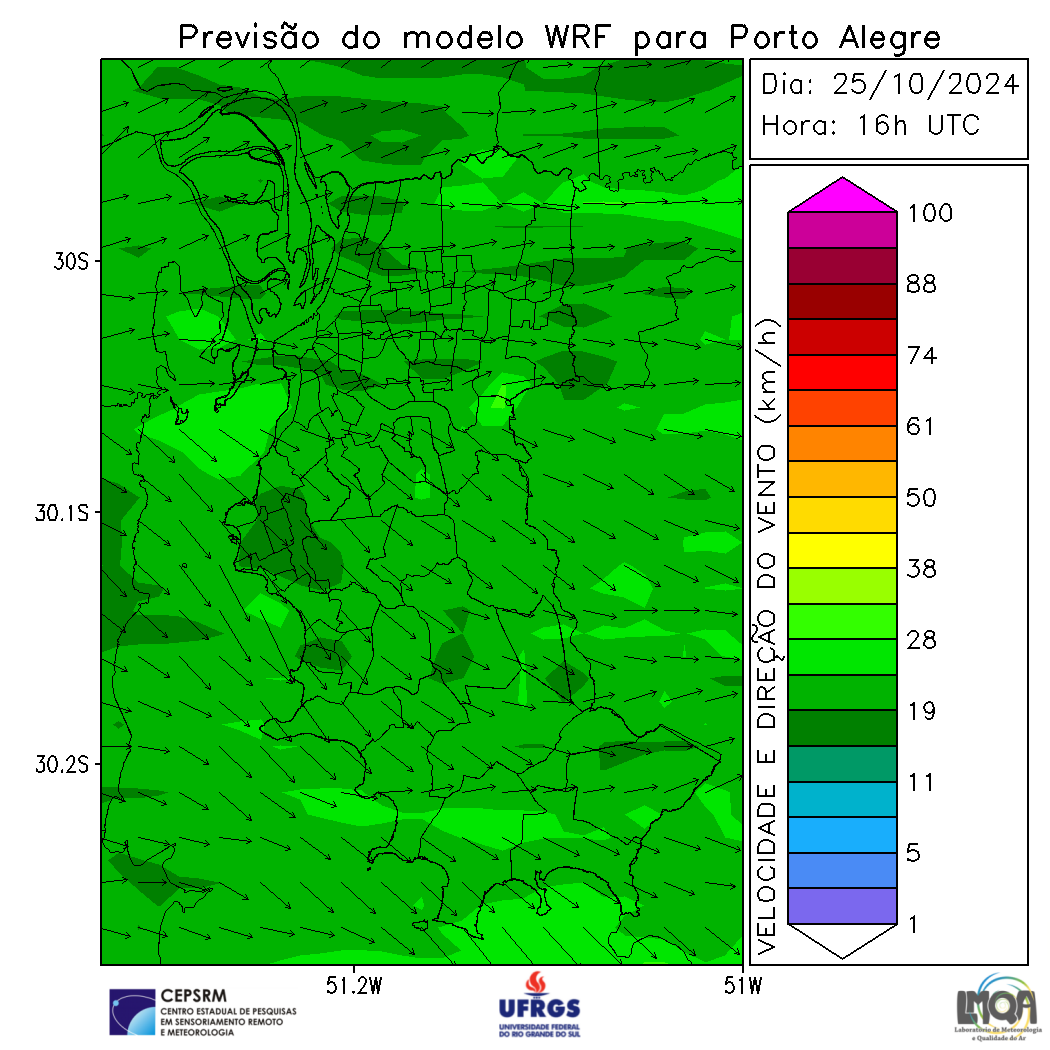 Previsão do modelo WRF para Porto Alegre
Dia: 25/10/2024
Hora: 16h UTC
30S
30.1S
30.2S
51.2W
51W
VELOCIDADE E DIREÇÃO DO VENTO (km/h)
100
88
74
61
50
38
28
19
11
5
1
CEPSRM
CENTRO ESTADUAL DE PESQUISAS
EM SENSORIAMENTO REMOTO
E METEOROLOGIA
UFRGS
UNIVERSIDADE FEDERAL
DO RIO GRANDE DO SUL
LMQA
Laboratório de Meteorologia
e Qualidade do Ar